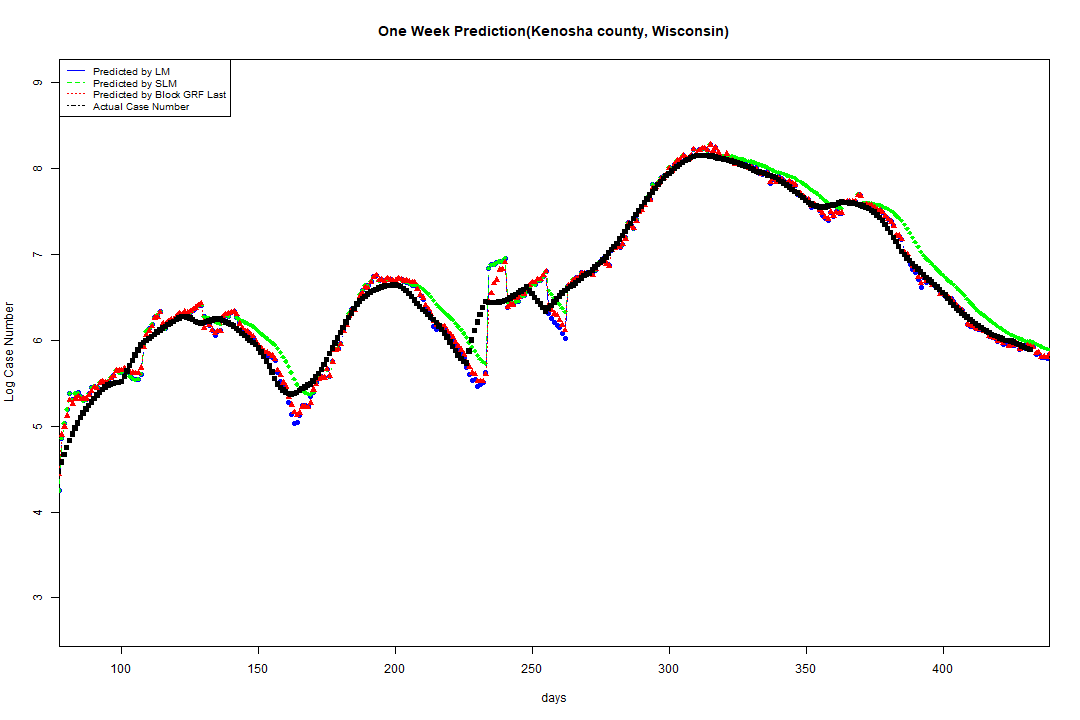 One Week Prediction(Kenosha county, Wisconsin)
Predicted by LM
Predicted by SLM
Predicted by Block GRF Last
Actual Case Number
9
8
7
6
5
4
3
Log Case Number
100 150 200 250 300 350 400
days